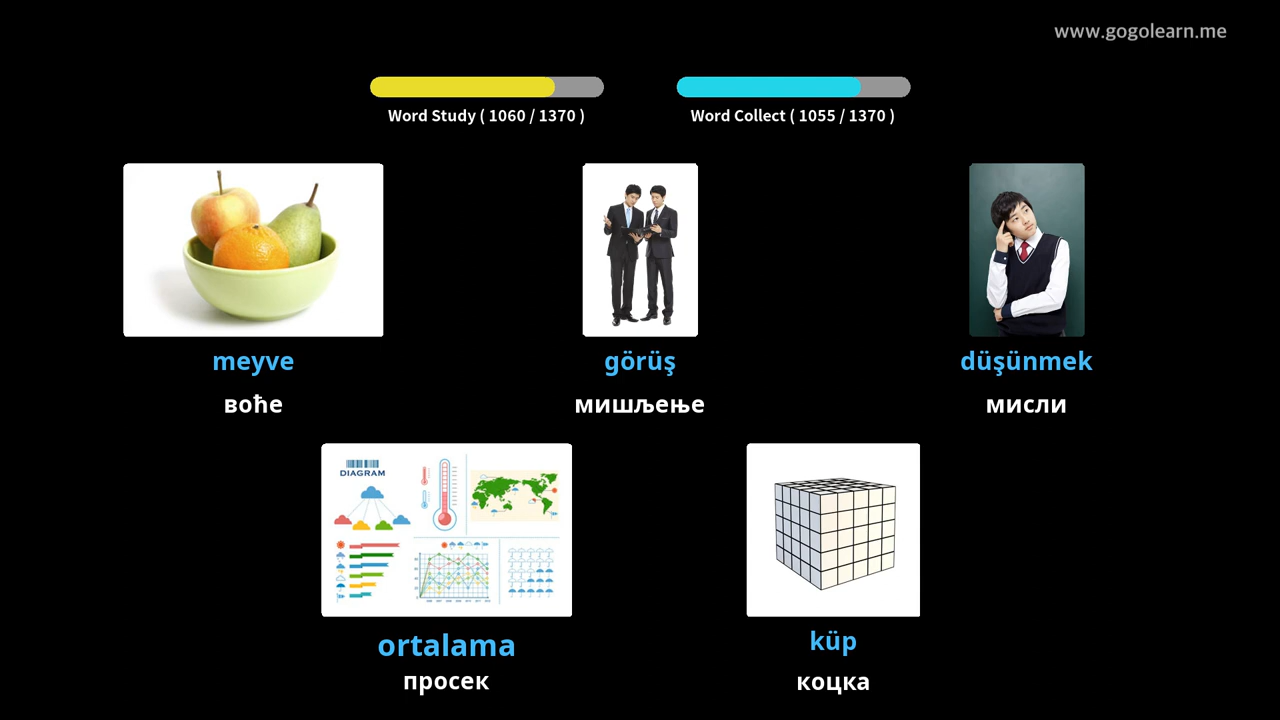 www.gogolearn.me
Word Study ( 1060 / 1370 )
Word Collect ( 1055 / 1370 )
meyve
görüş
düşünmek
воће
мишљење
мисли
DIAGRAM
ortalama
küp
просек
коцка